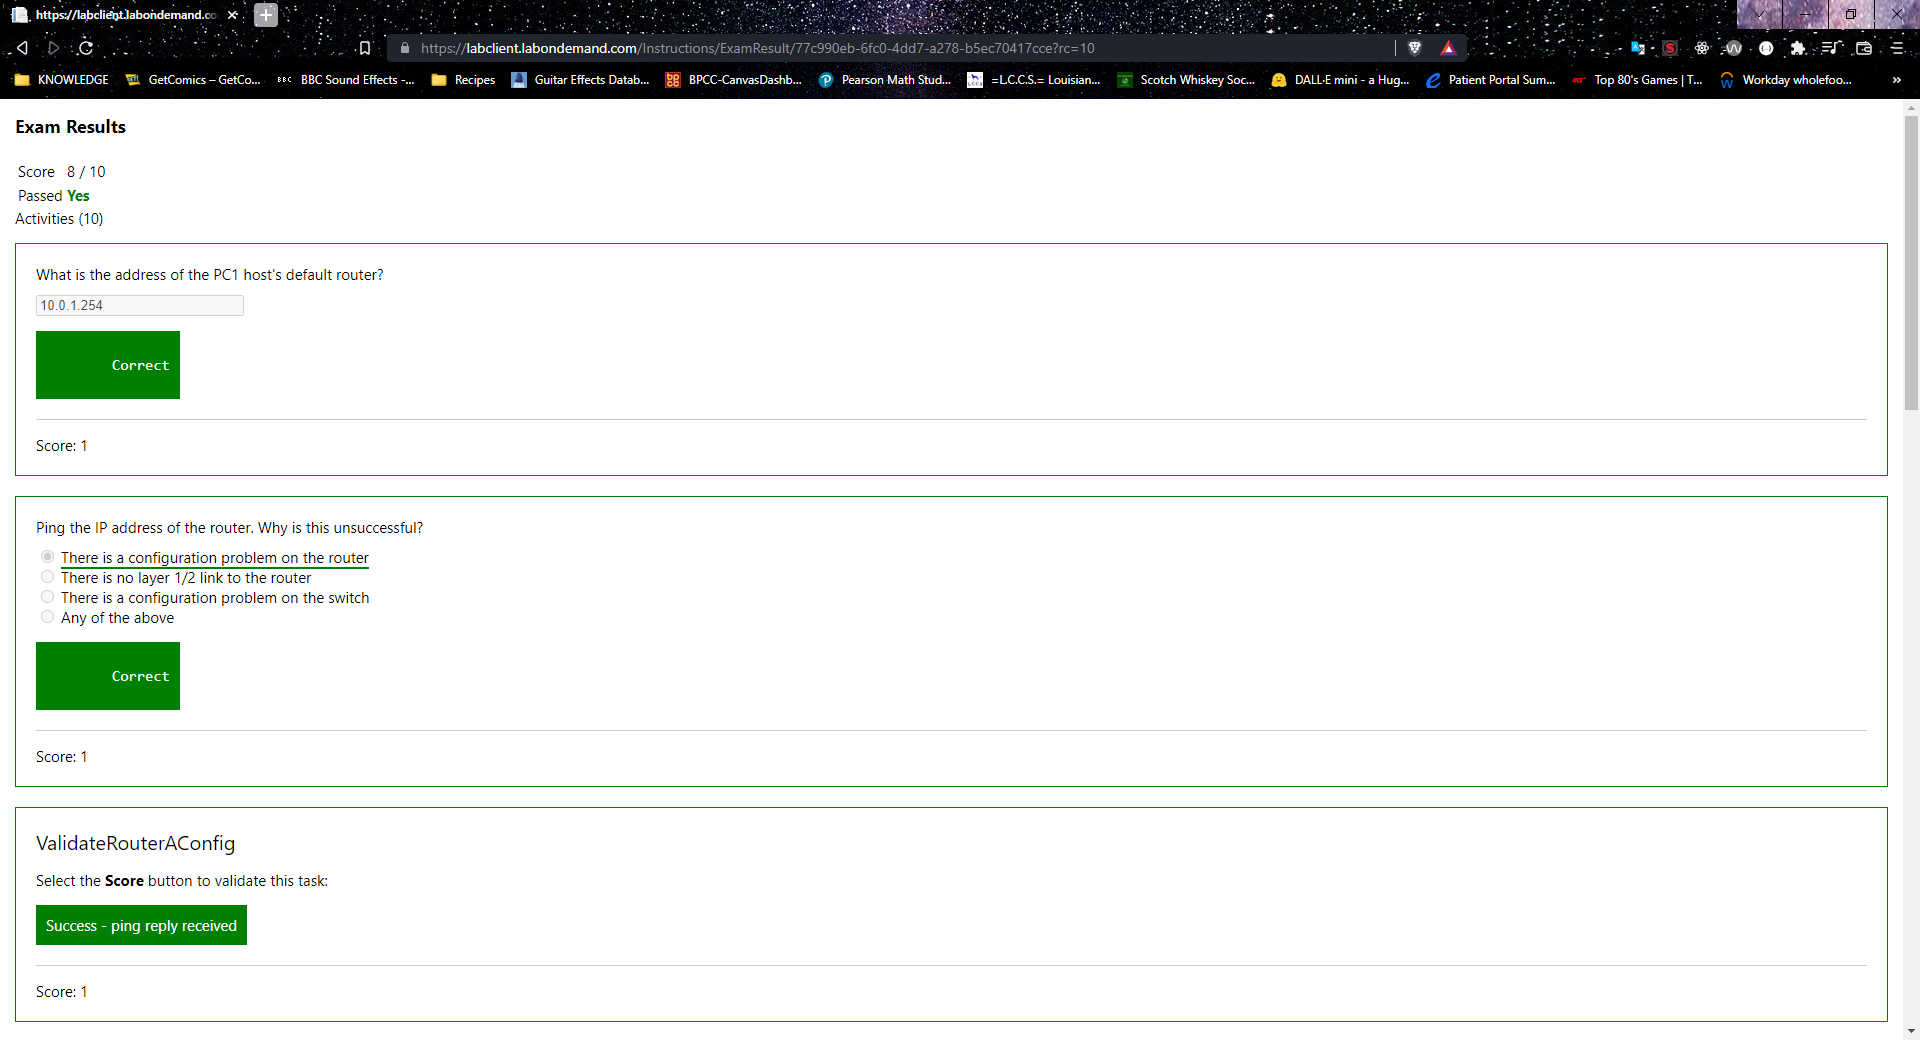 https://labclient.labondemand.co
https://labclient.labondemand.com/Instructions/ExamResult/77c990eb-6fc0-4dd7-a278-b5ec70417cce?rc=10
KNOWLEDGE GetComics – GetCo... BBC BBC Sound Effects -... Recipes Guitar Effects Datab... BPCC-CanvasDashb... Pearson Math Stud... =L.C.C.S.= Louisian... Scotch Whiskey Soc... DALL·E mini - a Hug... Patient Portal Sum... Top 80's Games | T... Workday wholefoo... »
Exam Results
Score 8 / 10
Passed Yes
Activities (10)
What is the address of the PC1 host's default router?
10.0.1.254
Correct
Score: 1
Ping the IP address of the router. Why is this unsuccessful?
There is a configuration problem on the router
There is no layer 1/2 link to the router
There is a configuration problem on the switch
Any of the above
Correct
Score: 1
ValidateRouterAConfig
Select the Score button to validate this task:
Success - ping reply received
Score: 1